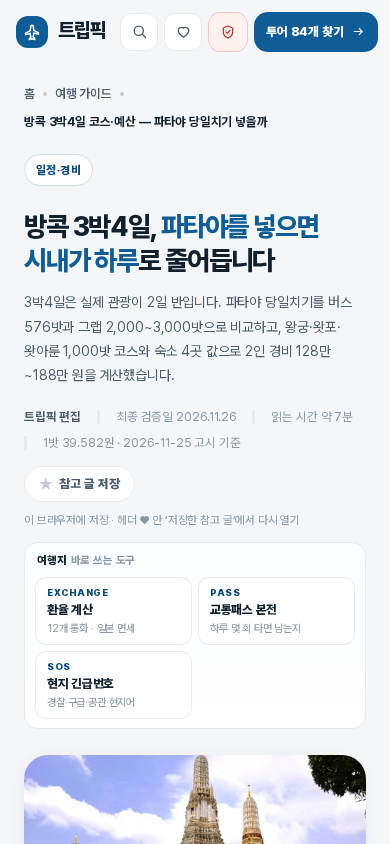 트립픽
투어 84개 찾기 →
홈 • 여행 가이드 •
방콕 3박4일 코스·예산 — 파타야 당일치기 넣을까
일정·경비
방콕 3박4일, 파타야를 넣으면
시내가 하루로 줄어듭니다
3박4일은 실제 관광이 2일 반입니다. 파타야 당일치기를 버스
576밧과 그랩 2,000~3,000밧으로 비교하고, 왕궁·왓포·
왓아룬 1,000밧 코스와 숙소 4곳 값으로 2인 경비 128만
~188만 원을 계산했습니다.
트립픽 편집 | 최종 검증일 2026.11.26 | 읽는 시간 약 7분
| 1밧 39.582원 · 2026-11-25 고시 기준
★ 참고 글 저장
이 브라우저에 저장 · 헤더 ♥ 안 '저장한 참고 글'에서 다시 열기
여행지 바로 쓰는 도구
EXCHANGE
환율 계산
12개 통화 · 일본 면세
PASS
교통패스 본전
하루 몇 회 타면 남는지
SOS
현지 긴급번호
경찰·구급·공관·현지어